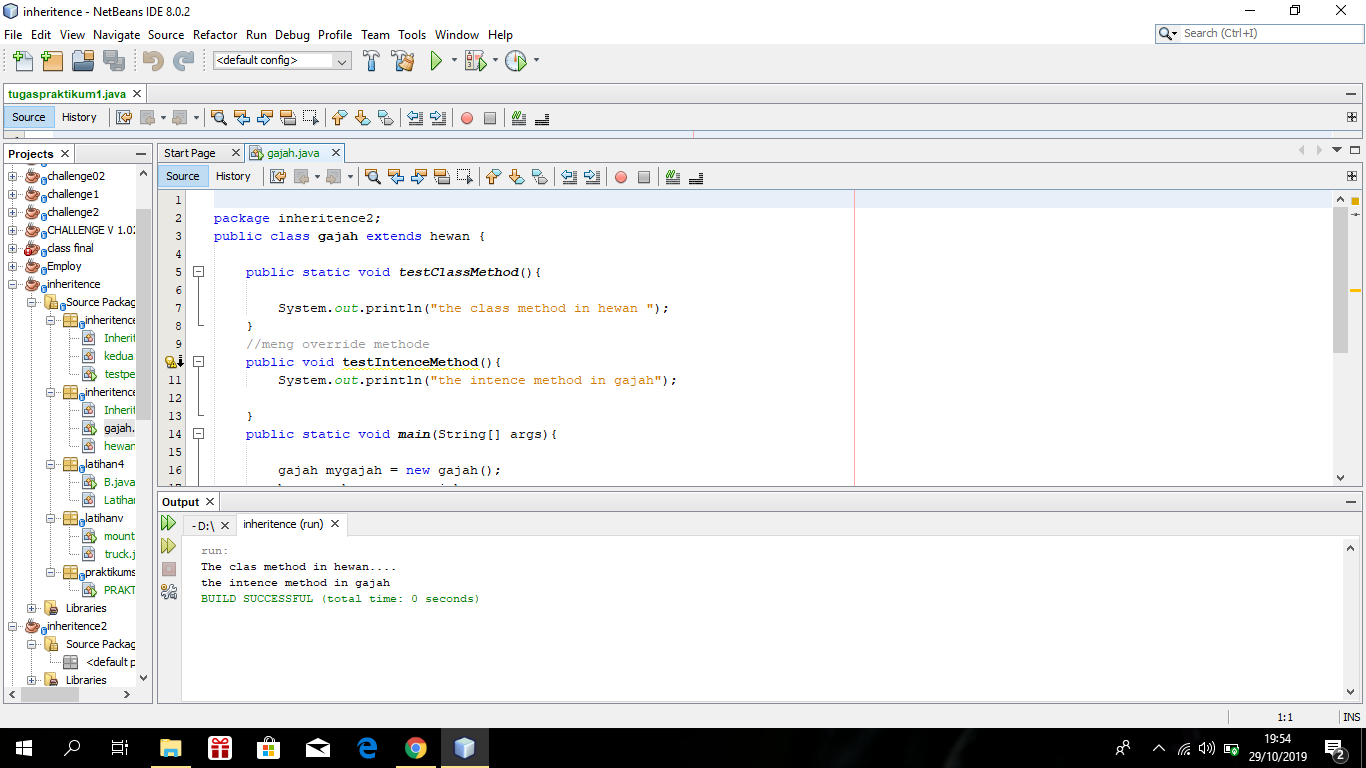 inheritence - NetBeans IDE 8.0.2
File Edit View Navigate Source Refactor Run Debug Profile Team Tools Window Help
Search (Ctrl+I)
<default config>
tugaspraktikum1.java
Source History
Projects
challenge02
challenge1
challenge2
CHALLENGE V 1.02
class final
Employ
inheritence
Source Packag
inheritence
Inherit
kedua
testpe
inheritence
Inherit
gajah.
hewan
latihan4
B.java
Latihar
latihanv
mount
truck.j
praktikums
PRAKT
Libraries
inheritence2
Source Packag
<default p
Libraries
Start Page gajah.java
Source History
1
2 package inheritence2;
3 public class gajah extends hewan {
4
5 public static void testClassMethod(){
6
7 System.out.println("the class method in hewan ");
8 }
9 //meng override methode
public void testIntenceMethod(){
11 System.out.println("the intence method in gajah");
12
13 }
14 public static void main(String[] args){
15
16 gajah mygajah = new gajah();
Output
- D:\ inheritence (run)
run:
The clas method in hewan....
the intence method in gajah
BUILD SUCCESSFUL (total time: 0 seconds)
1:1 INS
19:54
29/10/2019
2